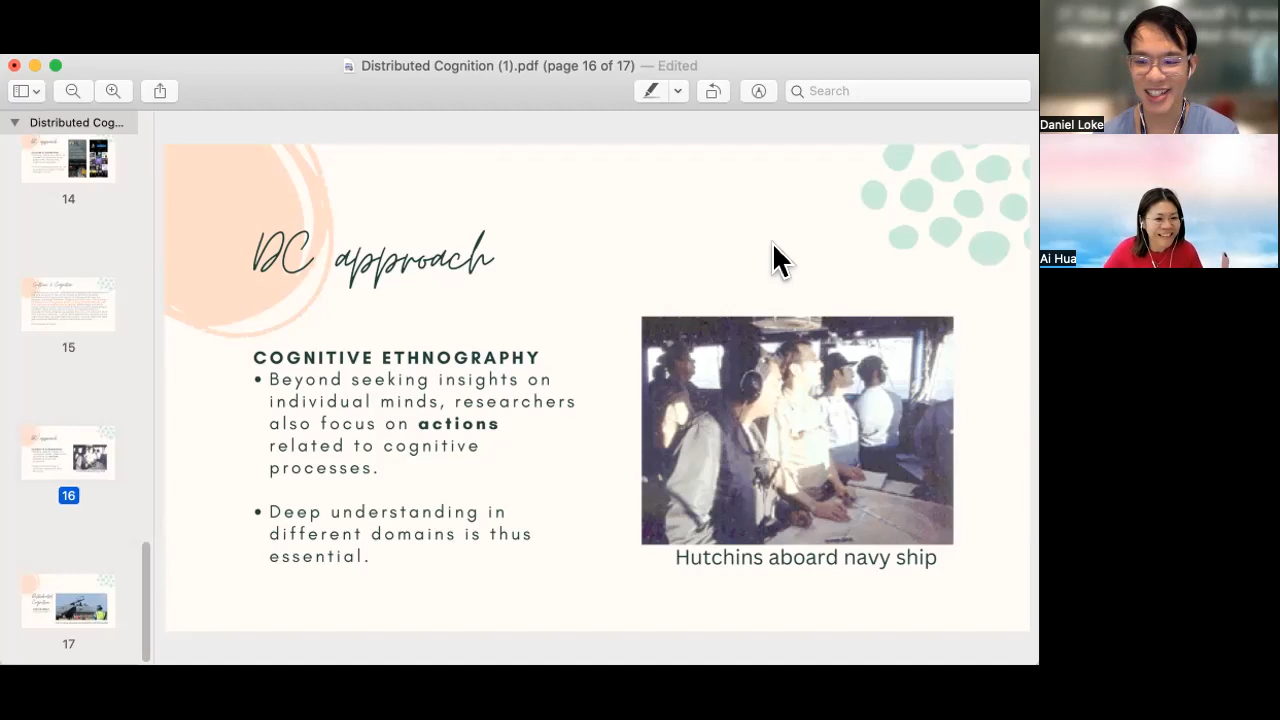 Distributed Cognition (1).pdf (page 16 of 17) — Edited
Search
Distributed Cog...
14
15
16
17
DC approach
COGNITIVE ETHNOGRAPHY
• Beyond seeking insights on
individual minds, researchers
also focus on actions
related to cognitive
processes.
• Deep understanding in
different domains is thus
essential.
Hutchins aboard navy ship
Daniel Loke
Ai Hua